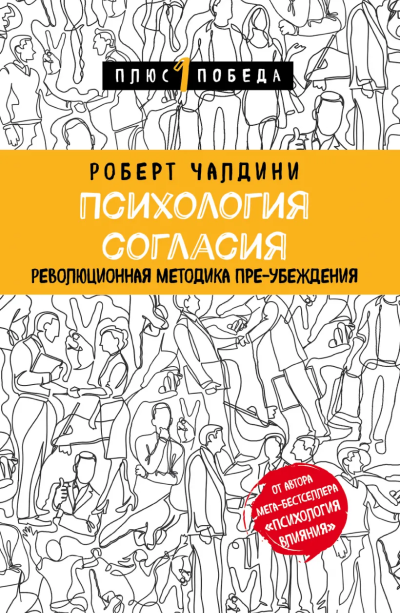 ПЛЮС 1 ПОБЕДА
РОБЕРТ ЧАЛДИНИ
ПСИХОЛОГИЯ
СОГЛАСИЯ
РЕВОЛЮЦИОННАЯ МЕТОДИКА ПРЕ-УБЕЖДЕНИЯ
ОТ АВТОРА
МЕГА-БЕСТСЕЛЛЕРА
«ПСИХОЛОГИЯ
ВЛИЯНИЯ»